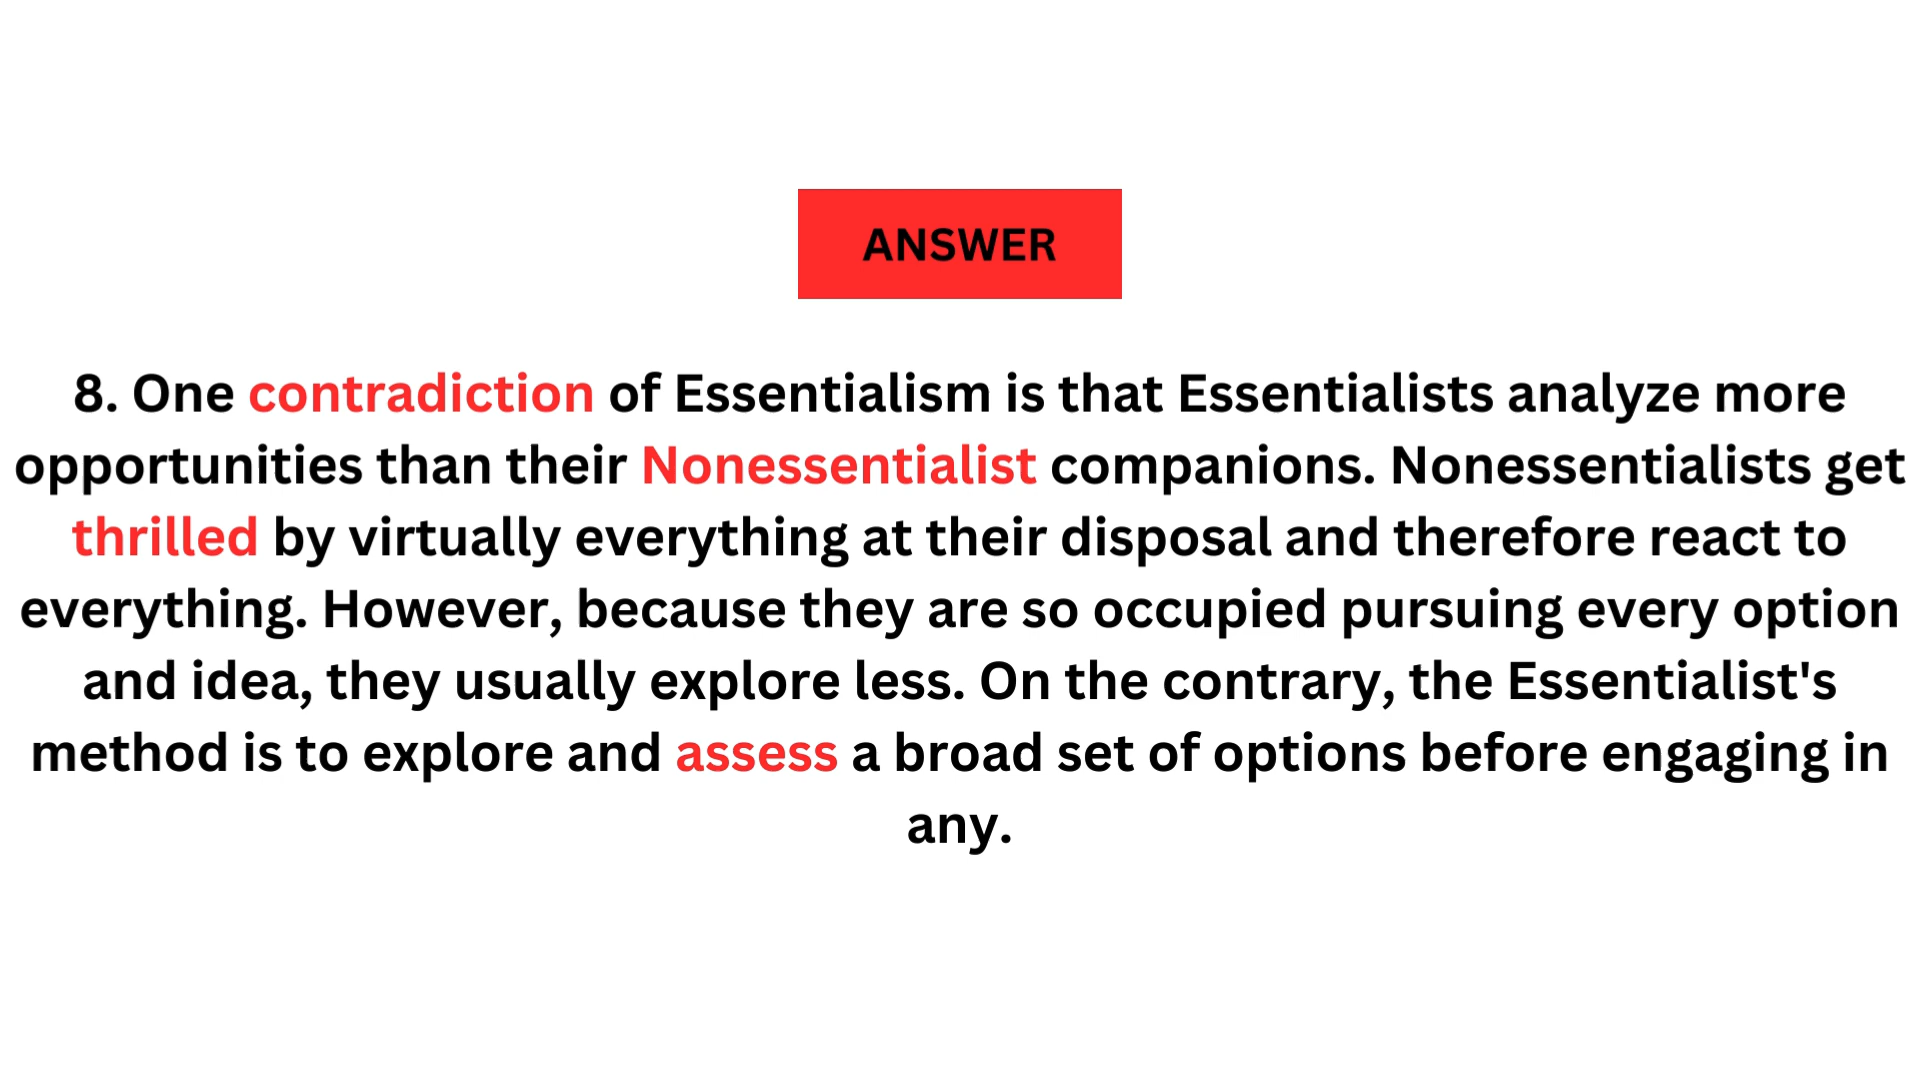 ANSWER
8. One contradiction of Essentialism is that Essentialists analyze more
opportunities than their Nonessentialist companions. Nonessentialists get
thrilled by virtually everything at their disposal and therefore react to
everything. However, because they are so occupied pursuing every option
and idea, they usually explore less. On the contrary, the Essentialist's
method is to explore and assess a broad set of options before engaging in
any.